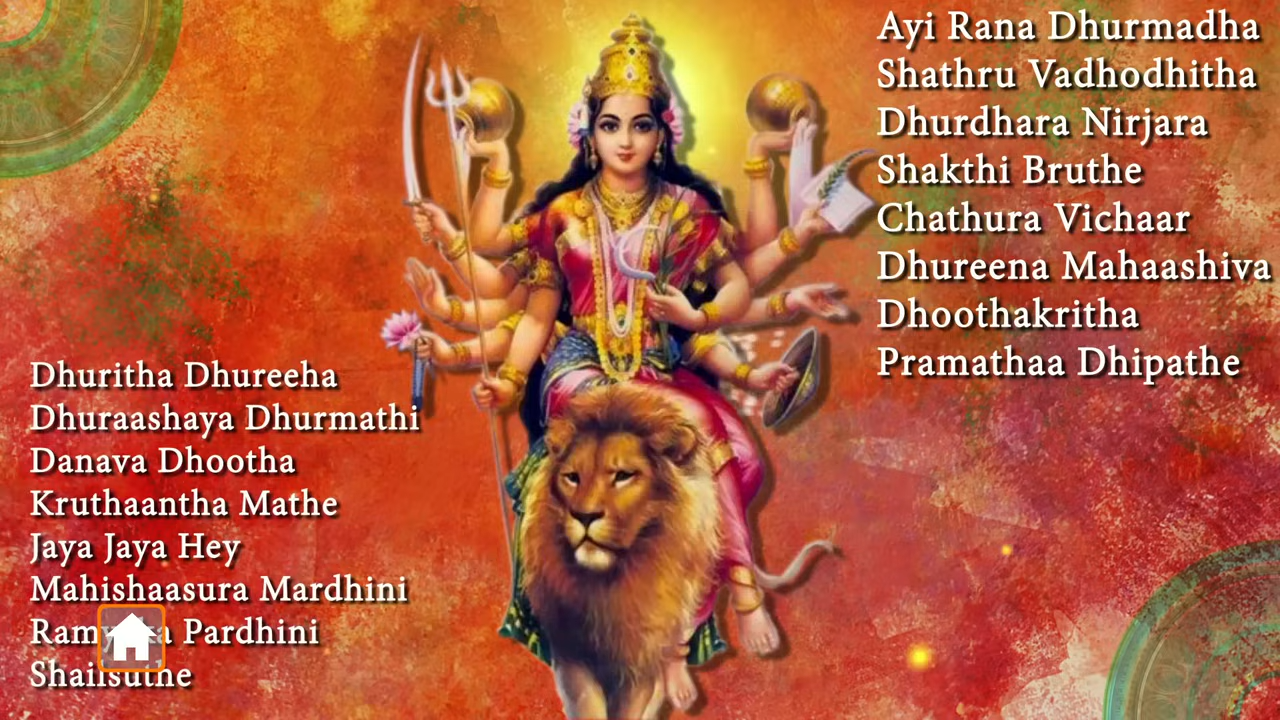 Ayi Rana Dhurmadha
Shathru Vadhodhitha
Dhurdhara Nirjara
Shakthi Bruthe
Chathura Vichaar
Dhureena Mahaashiva
Dhoothakritha
Pramathaa Dhipathe
Dhuritha Dhureeha
Dhuraashaya Dhurmathi
Danava Dhootha
Kruthaantha Mathe
Jaya Jaya Hey
Mahishaasura Mardhini
Pardhini
Shailsuthe